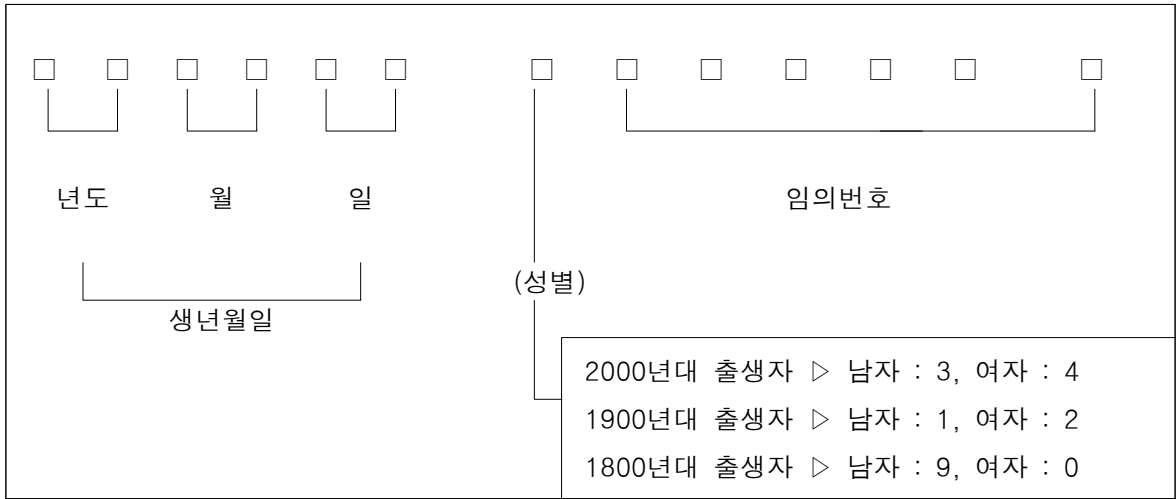 □ □ □ □ □ □ □ □ □ □ □ □ □
년도 월 일 임의번호
(성별)
생년월일
2000년대 출생자 ▷ 남자 : 3, 여자 : 4
1900년대 출생자 ▷ 남자 : 1, 여자 : 2
1800년대 출생자 ▷ 남자 : 9, 여자 : 0